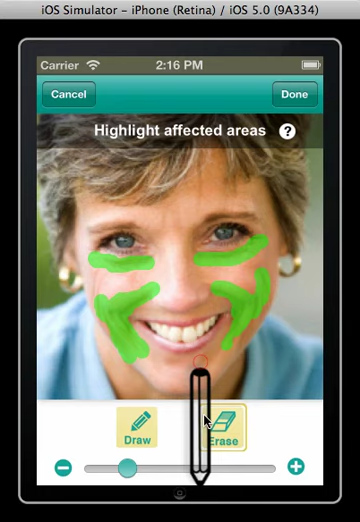 iOS Simulator – iPhone (Retina) / iOS 5.0 (9A334)
Carrier 2:16 PM
Cancel Done
Highlight affected areas ?
Draw Erase